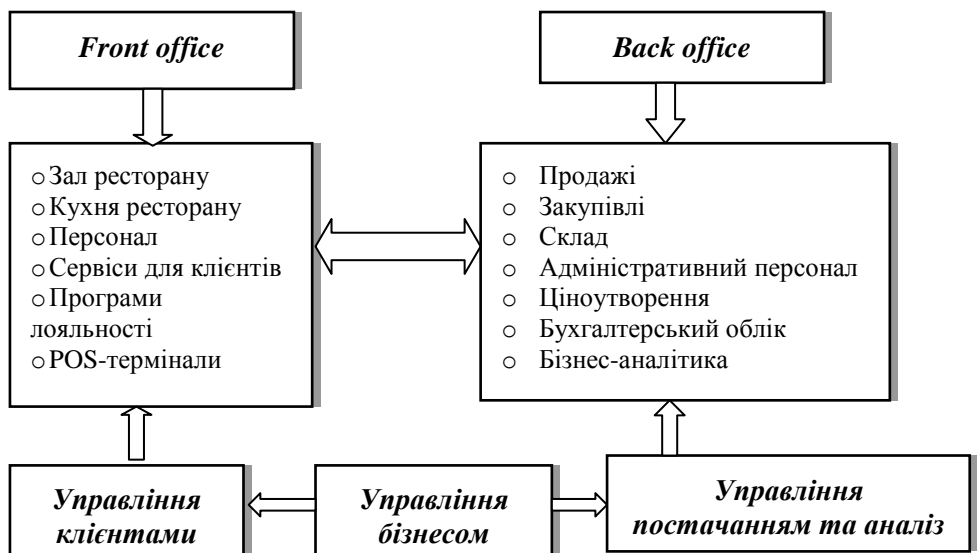 Front office
Back office
○ Зал ресторану
○ Кухня ресторану
○ Персонал
○ Сервіси для клієнтів
○ Програми
лояльності
○ POS-термінали
○ Продажі
○ Закупівлі
○ Склад
○ Адміністративний персонал
○ Ціноутворення
○ Бухгалтерський облік
○ Бізнес-аналітика
Управління
клієнтами
Управління
бізнесом
Управління
постачанням та аналіз